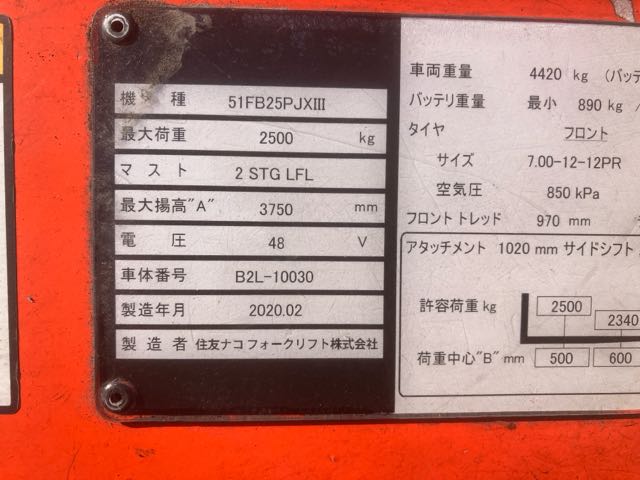 機種 51FB25PJXIII
最大荷重 2500 kg
マスト 2 STG LFL
最大揚高"A" 3750 mm
電圧 48 V
車体番号 B2L-10030
製造年月 2020.02
製造者 住友ナコ フォークリフト株式会社
車両重量 4420 kg (バッテ
バッテリ重量 最小 890 kg
タイヤ フロント
サイズ 7.00-12-12PR
空気圧 850 kPa
フロント トレッド 970 mm
アタッチメント 1020 mm サイドシフト
許容荷重 kg 2500
2340
荷重中心"B" mm 500 600